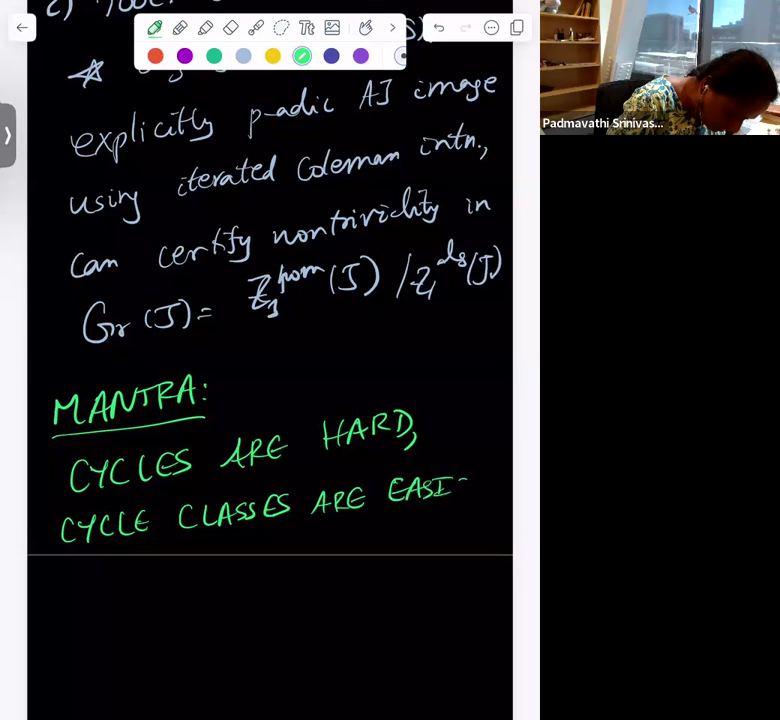 explicitly p-adic AJ image
using iterated Coleman intn.,
can certify nontriviality in
Gr(J) = Z_1^hom(J) / Z_1^alg(J)
MANTRA:
CYCLES ARE HARD,
CYCLE CLASSES ARE EASI-
Padmavathi Srinivas...